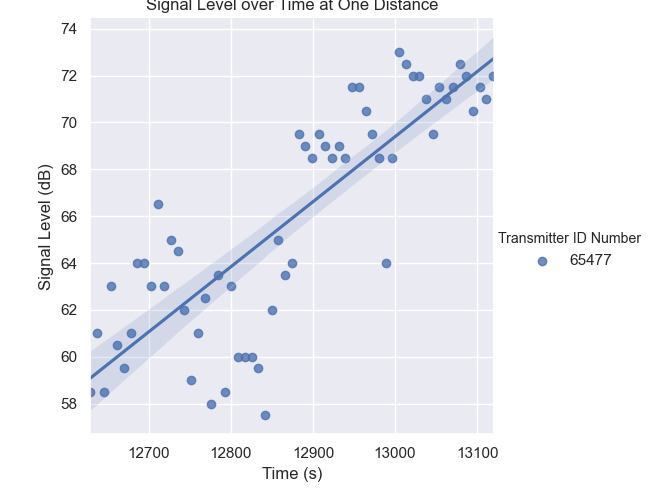 Signal Level over Time at One Distance
74
72
70
68
66
64
62
60
58
Signal Level (dB)
12700 12800 12900 13000 13100
Time (s)
Transmitter ID Number
65477